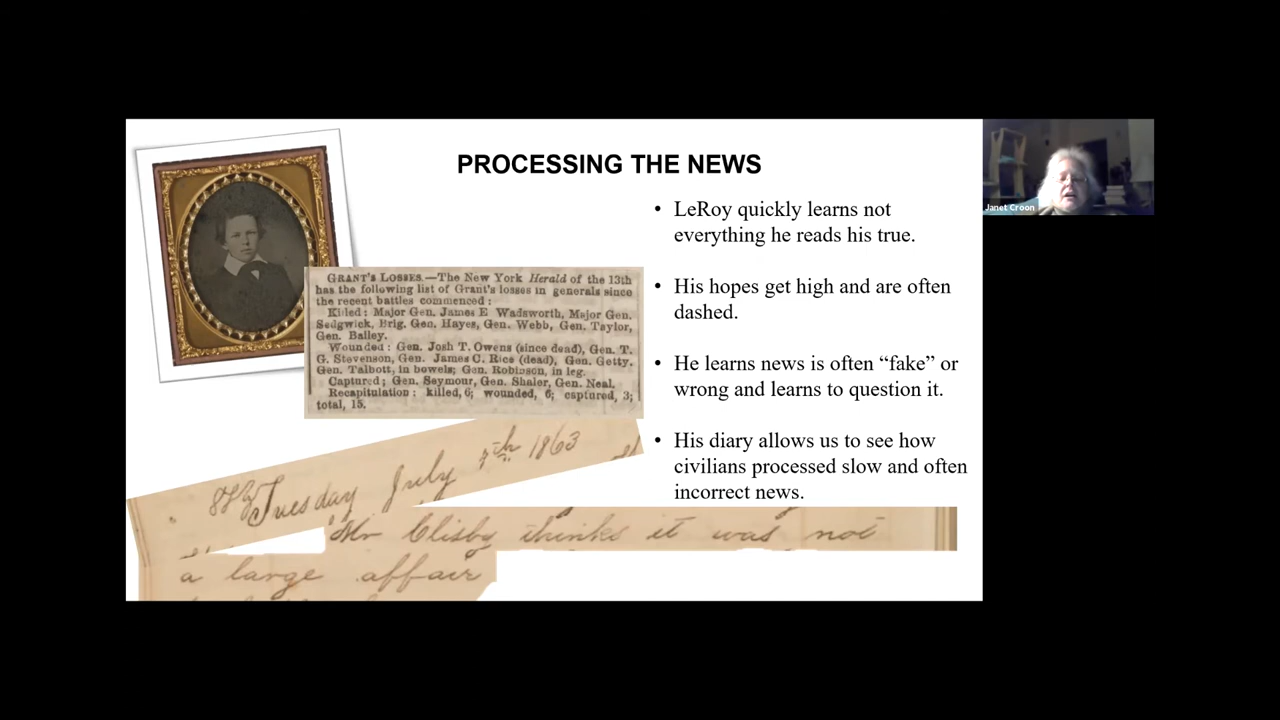 PROCESSING THE NEWS
LeRoy quickly learns not
everything he reads his true.
His hopes get high and are often
dashed.
He learns news is often “fake” or
wrong and learns to question it.
His diary allows us to see how
civilians processed slow and often
incorrect news.
GRANT'S LOSSES.—The New York Herald of the 13th
has the following list of Grant's losses in generals since
the recent battles commenced:
Killed: Major Gen. James E Wadsworth, Major Gen.
Sedgwick, Brig. Gen. Hayes, Gen. Webb, Gen. Taylor,
Gen. Bailey.
Wounded: Gen. Josh T. Owens (since dead), Gen. T.
G. Stevenson, Gen. James C. Rice (dead), Gen. Getty.
Gen. Talbott, in bowels; Gen. Robinson, in leg.
Captured; Gen. Seymour, Gen. Shaler, Gen. Neal.
Recapitulation: killed, 6; wounded, 6; captured, 3;
total, 15.
Tuesday July 7th 1863
Mr Clisby thinks it was not
a large affair
Janet Croon